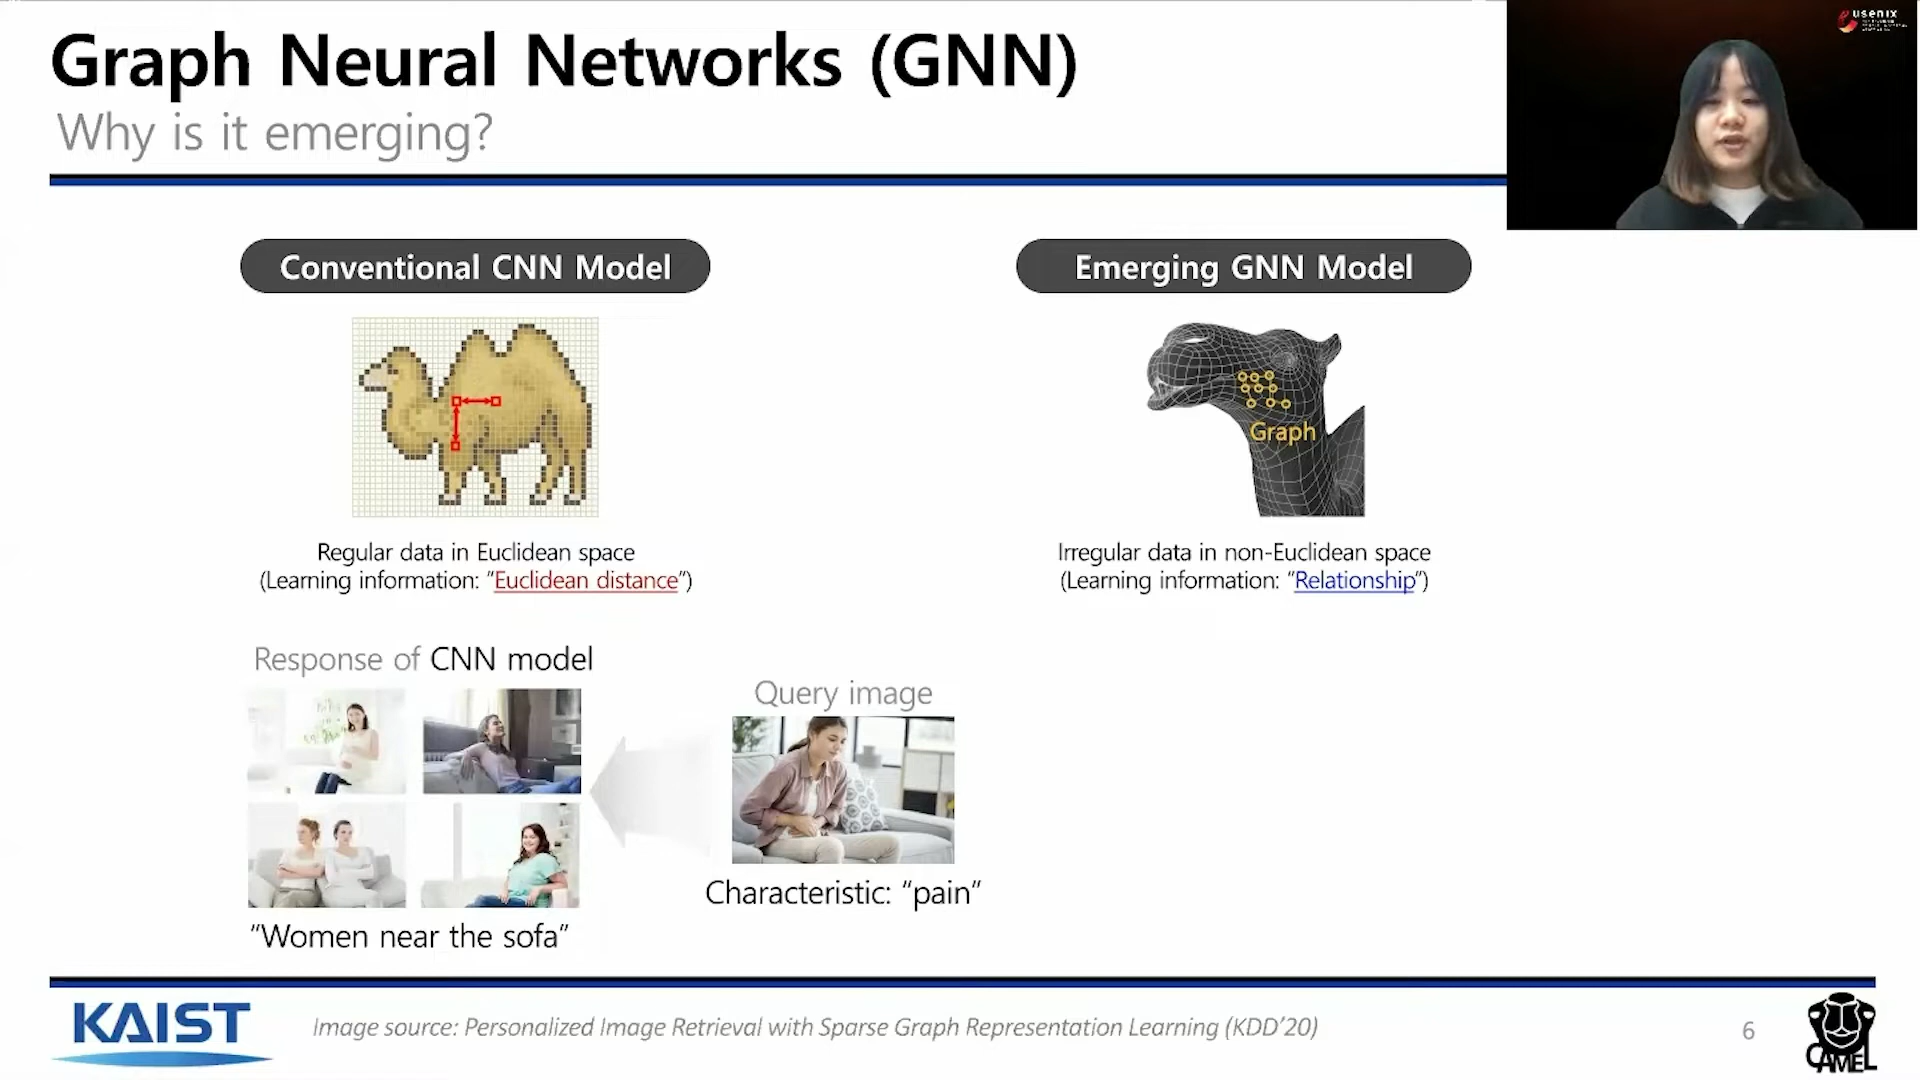 Graph Neural Networks (GNN)
Why is it emerging?
usenix
Conventional CNN Model
Emerging GNN Model
Graph
Regular data in Euclidean space
(Learning information: “Euclidean distance”)
Irregular data in non-Euclidean space
(Learning information: “Relationship”)
Response of CNN model
Query image
Characteristic: “pain”
“Women near the sofa”
KAIST
Image source: Personalized Image Retrieval with Sparse Graph Representation Learning (KDD’20)
6
CAMEL